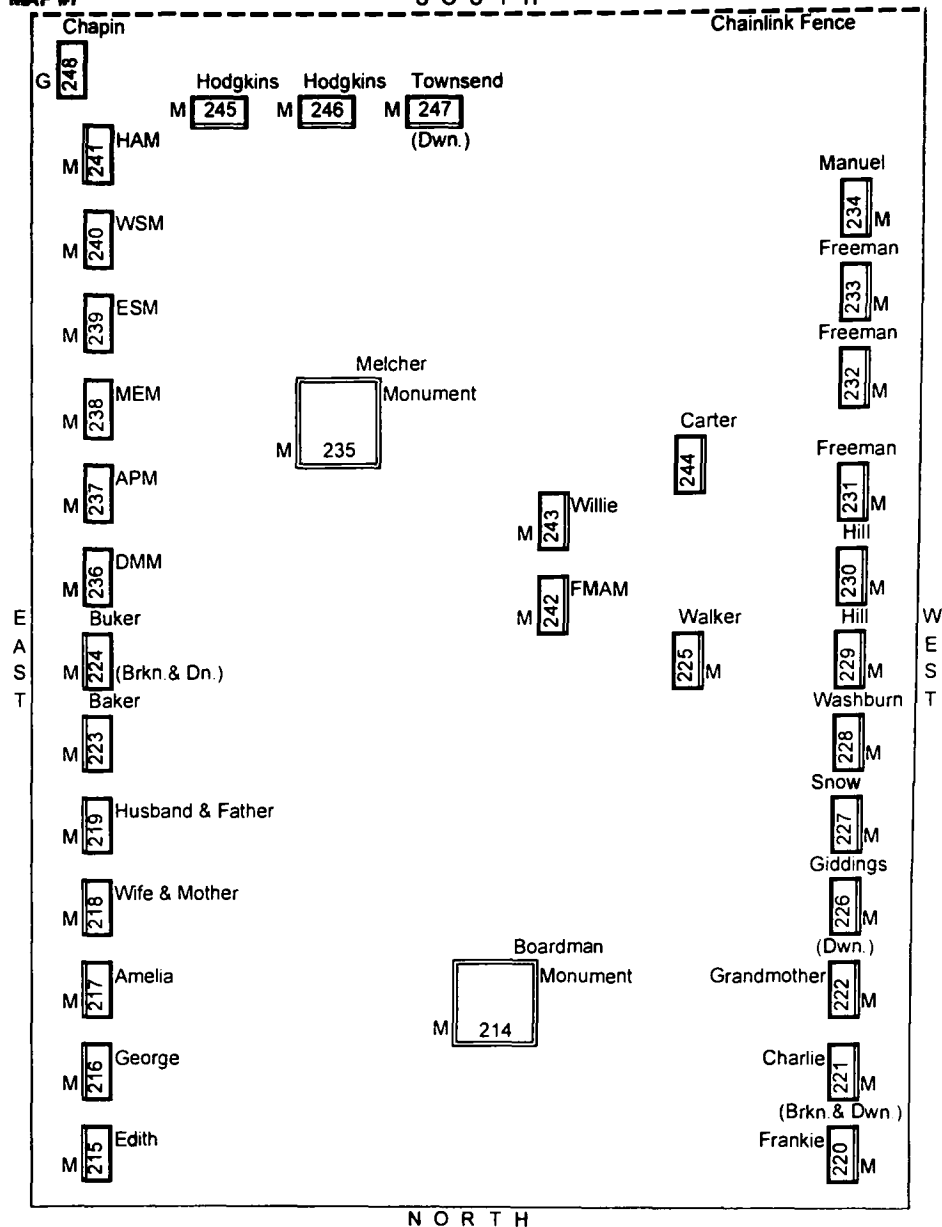 MAP #7
S O U T H
Chapin
Chainlink Fence
G 248
Hodgkins Hodgkins Townsend
M 245 M 246 M 247
(Dwn.)
M 241 HAM
Manuel
234 M
M 240 WSM
Freeman
233 M
M 239 ESM
Freeman
232 M
Melcher
Monument
M 235
M 238 MEM
Carter
244
Freeman
231 M
M 237 APM
Willie
M 243
Hill
230 M
M 236 DMM
FMAM
M 242
EAST
WEST
Buker
M 224 (Brkn.& Dn.)
Walker
225 M
Hill
229 M
Baker
M 223
Washburn
228 M
M 219 Husband & Father
Snow
227 M
M 218 Wife & Mother
Giddings
226 M
(Dwn.)
Boardman
Monument
M 214
M 217 Amelia
Grandmother 222 M
M 216 George
Charlie 221 M
(Brkn.& Dwn.)
M 215 Edith
Frankie 220 M
N O R T H